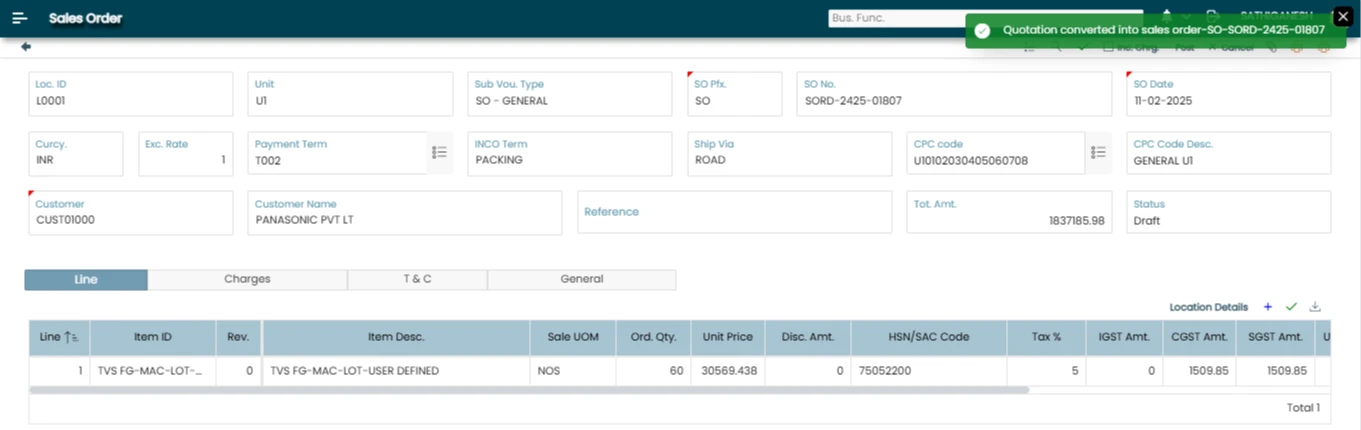 Sales Order
Bus. Func.
SATHIGANESH
Quotation converted into sales order-SO-SORD-2425-01807
Inc. Chrg. Post Cancel
Loc. ID Unit Sub Vou. Type SO Pfx. SO No. SO Date
L0001 U1 SO - GENERAL SO SORD-2425-01807 11-02-2025
Curcy. Exc. Rate Payment Term INCO Term Ship Via CPC code CPC Code Desc.
INR 1 T002 PACKING ROAD U10102030405060708 GENERAL U1
Customer Customer Name Reference Tot. Amt. Status
CUST01000 PANASONIC PVT LT 1837185.98 Draft
Line Charges T & C General
Location Details
Line Item ID Rev. Item Desc. Sale UOM Ord. Qty. Unit Price Disc. Amt. HSN/SAC Code Tax % IGST Amt. CGST Amt. SGST Amt. U
1 TVS FG-MAC-LOT-... 0 TVS FG-MAC-LOT-USER DEFINED NOS 60 30569.438 0 75052200 5 0 1509.85 1509.85
Total 1